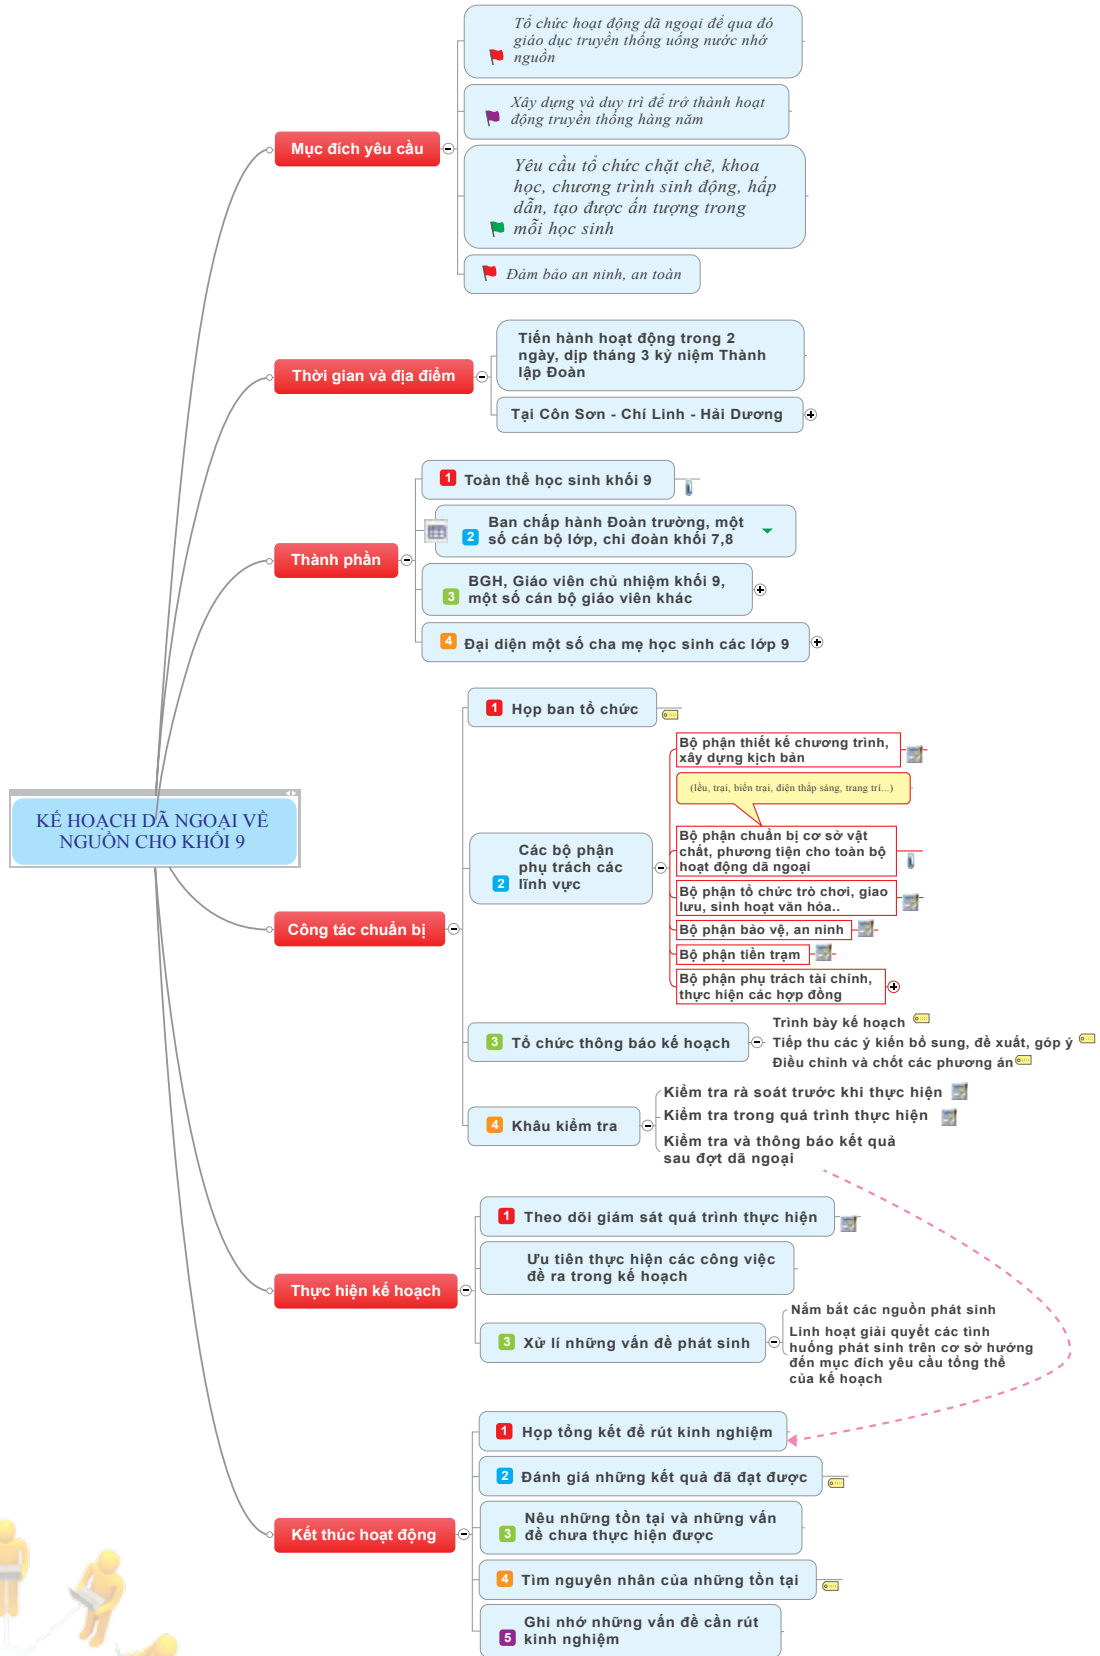 Tổ chức hoạt động dã ngoại để qua đó
giáo dục truyền thống uống nước nhớ
nguồn
Xây dựng và duy trì để trở thành hoạt
động truyền thống hàng năm
Mục đích yêu cầu
Yêu cầu tổ chức chặt chẽ, khoa
học, chương trình sinh động, hấp
dẫn, tạo được ấn tượng trong
mỗi học sinh
Đảm bảo an ninh, an toàn
Tiến hành hoạt động trong 2
ngày, dịp tháng 3 kỷ niệm Thành
lập Đoàn
Thời gian và địa điểm
Tại Côn Sơn - Chí Linh - Hải Dương
1 Toàn thể học sinh khối 9
Ban chấp hành Đoàn trường, một
2 số cán bộ lớp, chi đoàn khối 7,8
Thành phần
BGH, Giáo viên chủ nhiệm khối 9,
3 một số cán bộ giáo viên khác
4 Đại diện một số cha mẹ học sinh các lớp 9
KẾ HOẠCH DÃ NGOẠI VỀ
NGUỒN CHO KHỐI 9
Công tác chuẩn bị
1 Họp ban tổ chức
Các bộ phận
phụ trách các
2 lĩnh vực
Bộ phận thiết kế chương trình,
xây dựng kịch bản
(lều, trại, biển trại, điện thắp sáng, trang trí...)
Bộ phận chuẩn bị cơ sở vật
chất, phương tiện cho toàn bộ
hoạt động dã ngoại
Bộ phận tổ chức trò chơi, giao
lưu, sinh hoạt văn hóa..
Bộ phận bảo vệ, an ninh
Bộ phận tiền trạm
Bộ phận phụ trách tài chính,
thực hiện các hợp đồng
3 Tổ chức thông báo kế hoạch
Trình bày kế hoạch
Tiếp thu các ý kiến bổ sung, đề xuất, góp ý
Điều chỉnh và chốt các phương án
4 Khâu kiểm tra
Kiểm tra rà soát trước khi thực hiện
Kiểm tra trong quá trình thực hiện
Kiểm tra và thông báo kết quả
sau đợt dã ngoại
Thực hiện kế hoạch
1 Theo dõi giám sát quá trình thực hiện
Ưu tiên thực hiện các công việc
đề ra trong kế hoạch
3 Xử lí những vấn đề phát sinh
Nắm bắt các nguồn phát sinh
Linh hoạt giải quyết các tình
huống phát sinh trên cơ sở hướng
đến mục đích yêu cầu tổng thể
của kế hoạch
Kết thúc hoạt động
1 Họp tổng kết để rút kinh nghiệm
2 Đánh giá những kết quả đã đạt được
Nêu những tồn tại và những vấn
3 đề chưa thực hiện được
4 Tìm nguyên nhân của những tồn tại
Ghi nhớ những vấn đề cần rút
5 kinh nghiệm